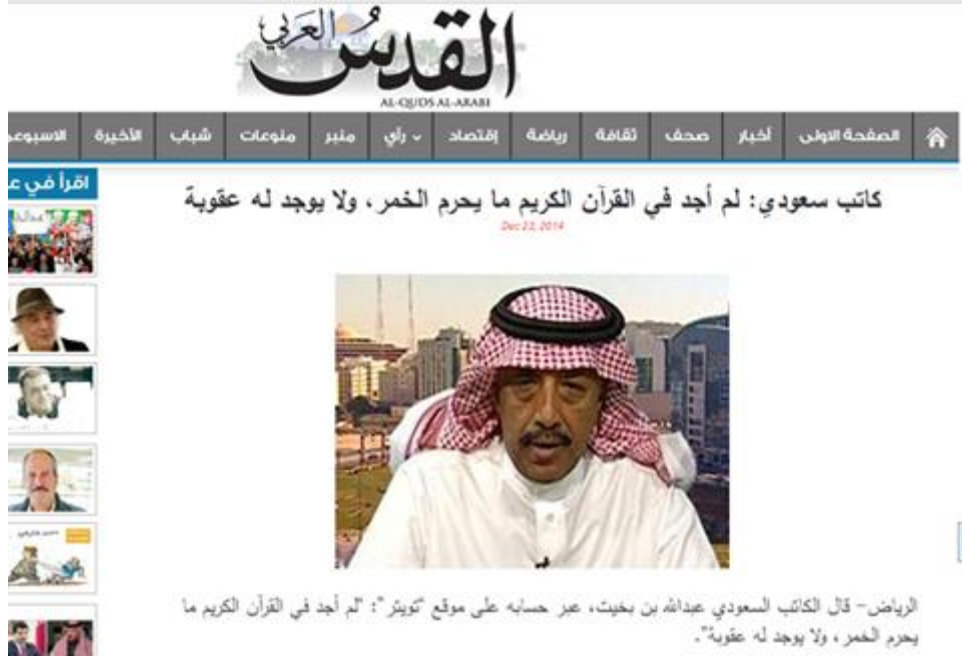 القدس العربي
AL-QUDS AL-ARABI
الصفحة الاولى أخبار صحف ثقافة رياضة إقتصاد رأي منبر منوعات شباب الأخيرة
اقرأ في
كاتب سعودي: لم أجد في القرآن الكريم ما يحرم الخمر، ولا يوجد له عقوبة
Dec 23, 2014
الرياض– قال الكاتب السعودي عبدالله بن بخيت، عبر حسابه على موقع "تويتر": "لم أجد في القرآن الكريم ما
يحرم الخمر، ولا يوجد له عقوبة".